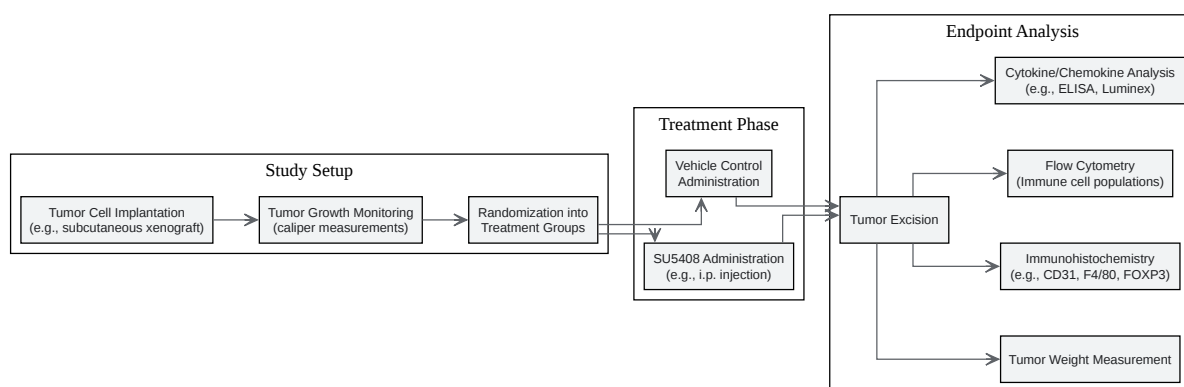 Study Setup
Tumor Cell Implantation
(e.g., subcutaneous xenograft)
Tumor Growth Monitoring
(caliper measurements)
Randomization into
Treatment Groups
Treatment Phase
Vehicle Control
Administration
SU5408 Administration
(e.g., i.p. injection)
Endpoint Analysis
Tumor Excision
Cytokine/Chemokine Analysis
(e.g., ELISA, Luminex)
Flow Cytometry
(Immune cell populations)
Immunohistochemistry
(e.g., CD31, F4/80, FOXP3)
Tumor Weight Measurement